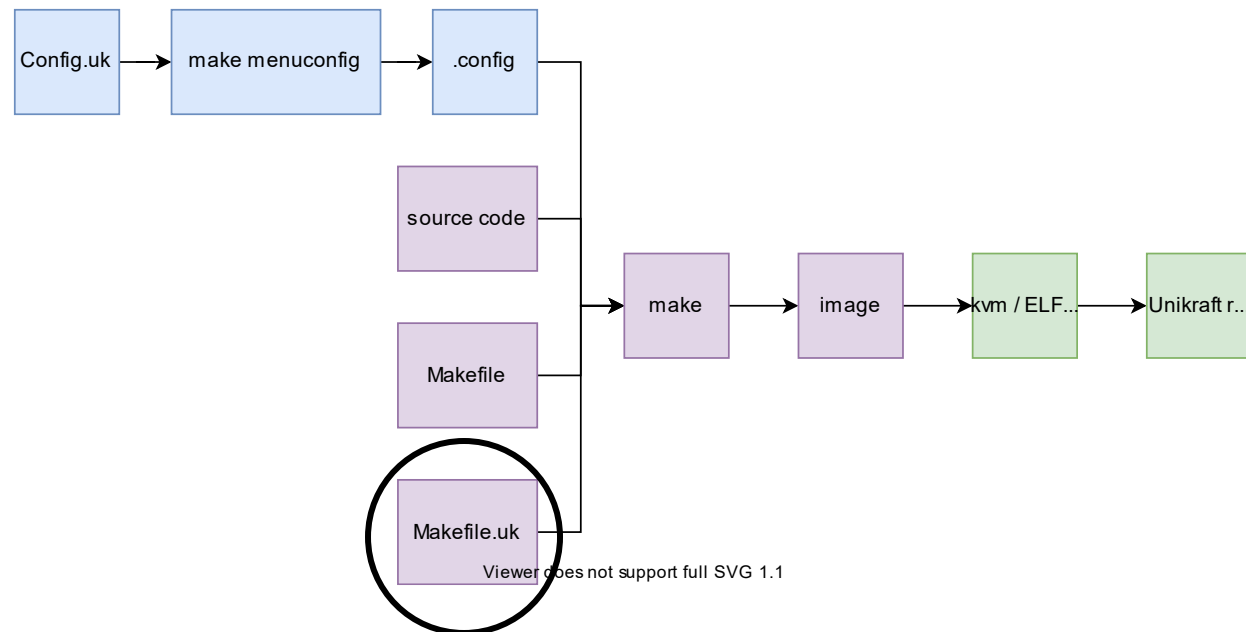 Config.uk
make menuconfig
.config
source code
make
image
kvm / ELF...
Unikraft r...
Makefile
Makefile.uk
Viewer does not support full SVG 1.1